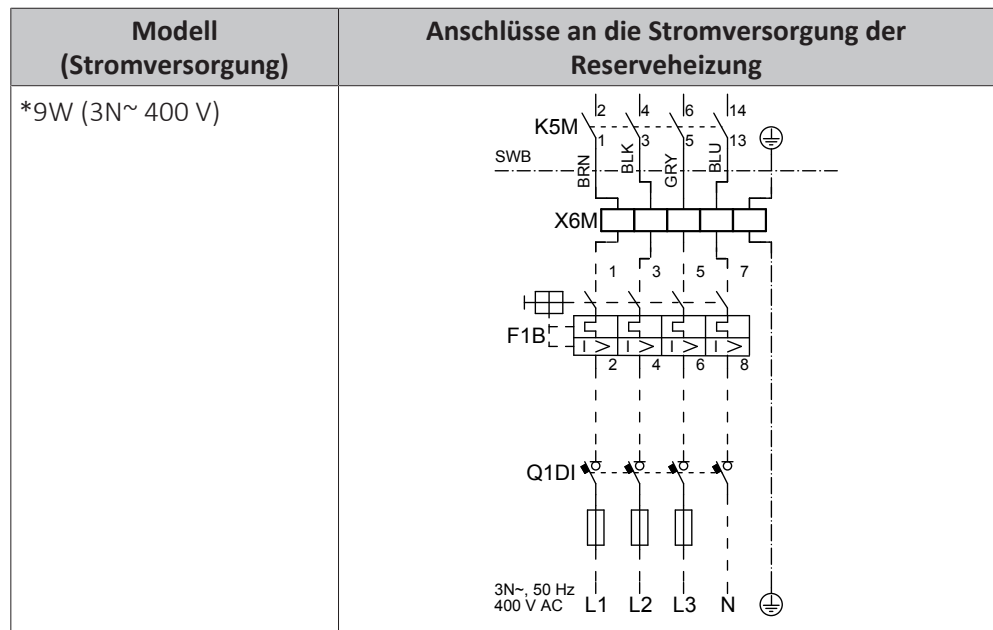 Modell
(Stromversorgung)
Anschlüsse an die Stromversorgung der
Reserveheizung
*9W (3N~ 400 V)
2 4 6 14
K5M
1 3 5 13
SWB
BRN BLK GRY BLU
X6M
1 3 5 7
F1B
I > I > I > I >
2 4 6 8
Q1DI
3N~, 50 Hz
400 V AC L1 L2 L3 N